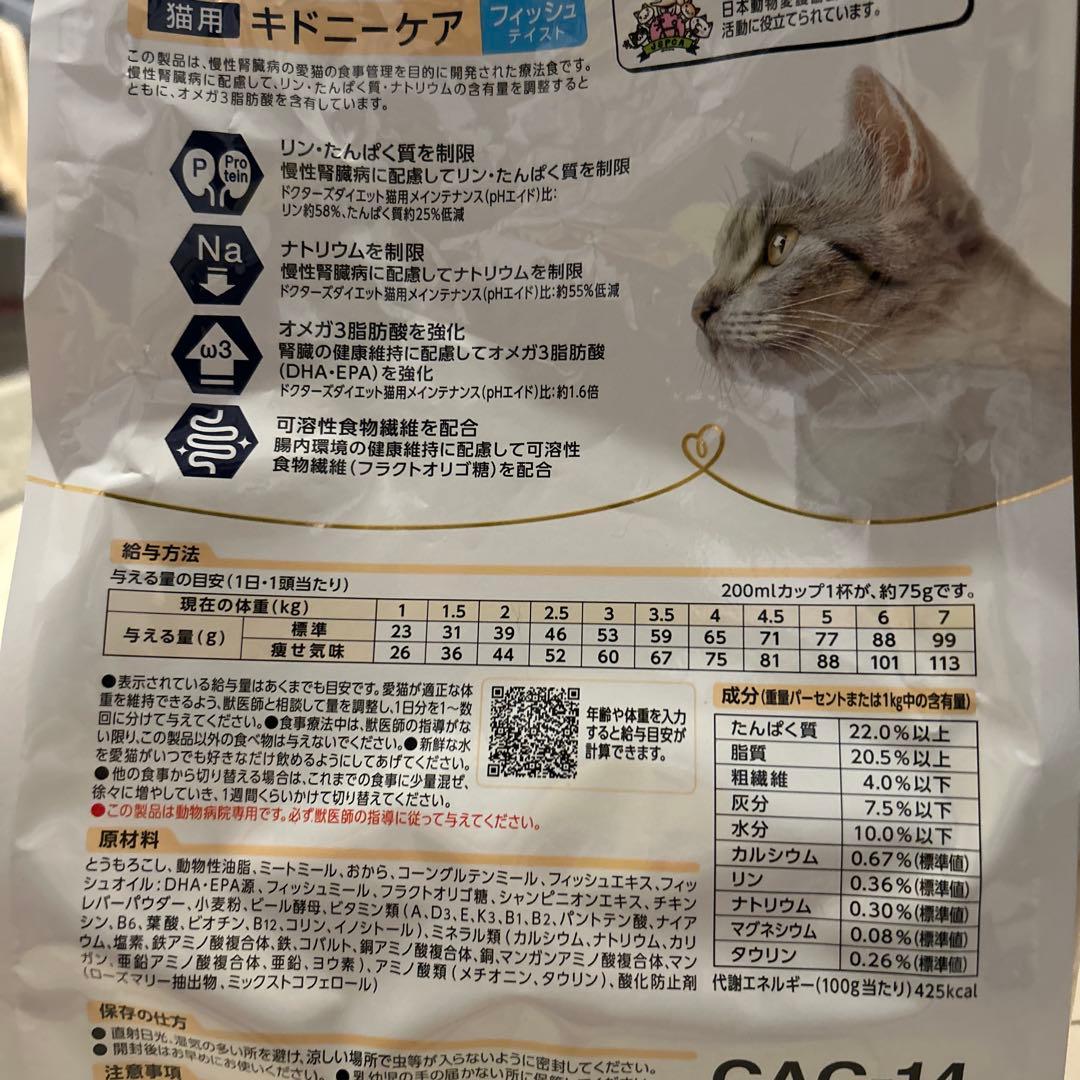 猫用 キドニーケア フィッシュテイスト
活動に役立てられています。
JSPCA
この製品は、慢性腎臓病の愛猫の食事管理を目的に開発された療法食です。
慢性腎臓病に配慮して、リン・たんぱく質・ナトリウムの含有量を調整すると
ともに、オメガ3脂肪酸を含有しています。
P Protein
リン・たんぱく質を制限
慢性腎臓病に配慮してリン・たんぱく質を制限
ドクターズダイエット猫用メインテナンス(pHエイド)比:
リン約58%、たんぱく質約25%低減
Na
ナトリウムを制限
慢性腎臓病に配慮してナトリウムを制限
ドクターズダイエット猫用メインテナンス(pHエイド)比:約55%低減
ω3
オメガ3脂肪酸を強化
腎臓の健康維持に配慮してオメガ3脂肪酸
(DHA・EPA)を強化
ドクターズダイエット猫用メインテナンス(pHエイド)比:約1.6倍
可溶性食物繊維を配合
腸内環境の健康維持に配慮して可溶性
食物繊維(フラクトオリゴ糖)を配合
給与方法
与える量の目安(1日・1頭当たり) 200mlカップ1杯が、約75gです。
現在の体重(kg) 1 1.5 2 2.5 3 3.5 4 4.5 5 6 7
与える量(g) 標準 23 31 39 46 53 59 65 71 77 88 99
痩せ気味 26 36 44 52 60 67 75 81 88 101 113
●表示されている給与量はあくまでも目安です。愛猫が適正な体
重を維持できるよう、獣医師と相談して量を調整し、1日分を1〜数
回に分けて与えてください。●食事療法中は、獣医師の指導がな
い限り、この製品以外の食べ物は与えないでください。●新鮮な水
を愛猫がいつでも好きなだけ飲めるようにしてあげてください。
●他の食事から切り替える場合は、これまでの食事に少量混ぜ、
徐々に増やしていき、1週間くらいかけて切り替えてください。
●この製品は動物病院専用です。必ず獣医師の指導に従って与えてください。
年齢や体重を入力
すると給与目安が
計算できます。
成分(重量パーセントまたは1kg中の含有量)
たんぱく質 22.0%以上
脂質 20.5%以上
粗繊維 4.0%以下
灰分 7.5%以下
水分 10.0%以下
カルシウム 0.67%(標準値)
リン 0.36%(標準値)
ナトリウム 0.30%(標準値)
マグネシウム 0.08%(標準値)
タウリン 0.26%(標準値)
代謝エネルギー(100g当たり)425kcal
原材料
とうもろこし、動物性油脂、ミートミール、おから、コーングルテンミール、フィッシュエキス、フィッ
シュオイル:DHA・EPA源、フィッシュミール、フラクトオリゴ糖、シャンピニオンエキス、チキン
レバーパウダー、小麦粉、ビール酵母、ビタミン類(A、D3、E、K3、B1、B2、パントテン酸、ナイア
シン、B6、葉酸、ビオチン、B12、コリン、イノシトール)、ミネラル類(カルシウム、ナトリウム、カリ
ウム、塩素、鉄アミノ酸複合体、鉄、コバルト、銅アミノ酸複合体、銅、マンガンアミノ酸複合体、マン
ガン、亜鉛アミノ酸複合体、亜鉛、ヨウ素)、アミノ酸類(メチオニン、タウリン)、酸化防止剤
(ローズマリー抽出物、ミックストコフェロール)
保存の仕方
●直射日光、湿気の多い所を避け、涼しい場所で虫等が入らないように密封してください。
●開封後はお早めにお使いください。●乳幼児の手の届かない所に保管してください。
注意事項